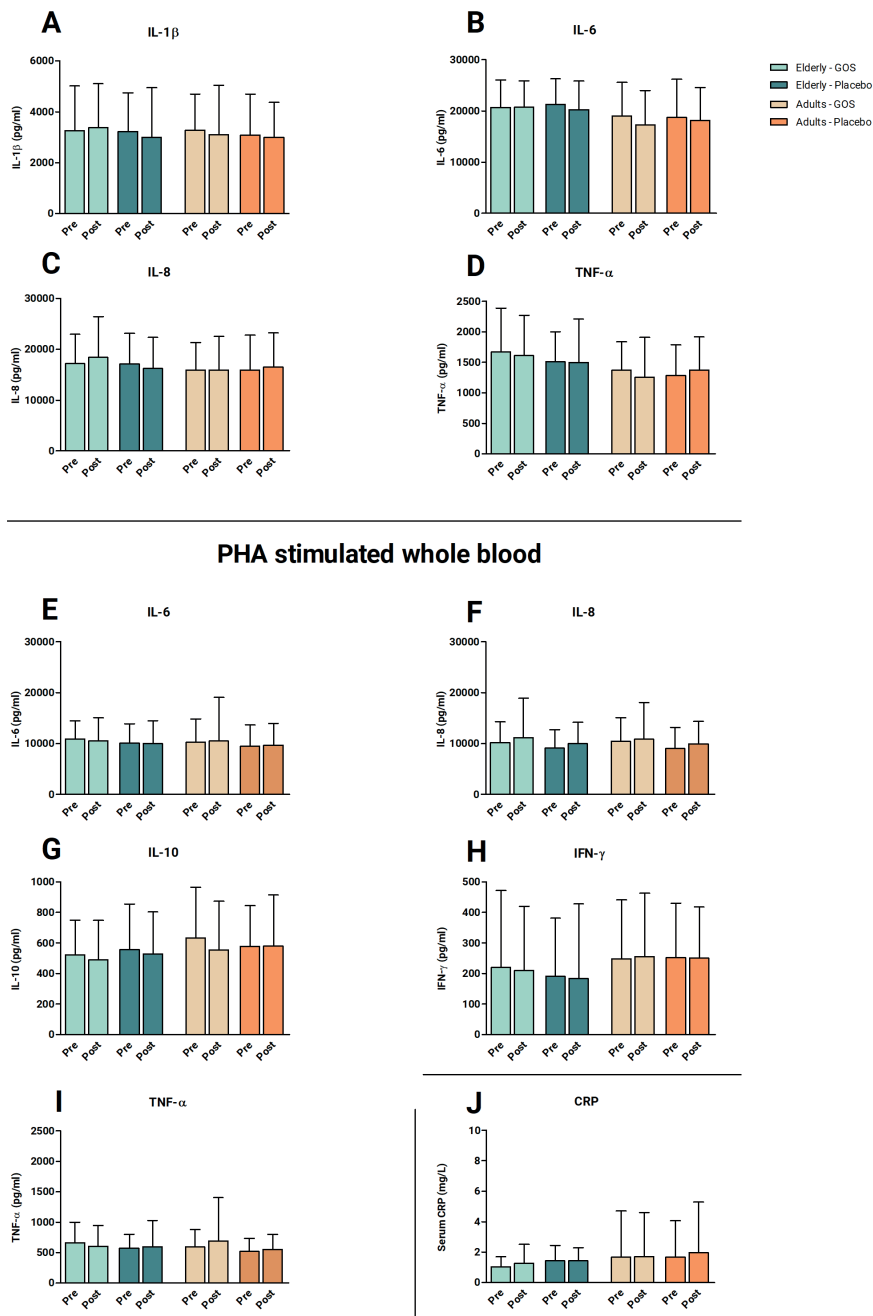 A
IL-1β
IL-1β (pg/ml)
6000
4000
2000
0
Pre Post Pre Post Pre Post Pre Post
B
IL-6
IL-6 (pg/ml)
30000
20000
10000
0
Pre Post Pre Post Pre Post Pre Post
Elderly - GOS
Elderly - Placebo
Adults - GOS
Adults - Placebo
C
IL-8
IL-8 (pg/ml)
30000
20000
10000
0
Pre Post Pre Post Pre Post Pre Post
D
TNF-α
TNF-α (pg/ml)
2500
2000
1500
1000
500
0
Pre Post Pre Post Pre Post Pre Post
PHA stimulated whole blood
E
IL-6
IL-6 (pg/ml)
30000
20000
10000
0
Pre Post Pre Post Pre Post Pre Post
F
IL-8
IL-8 (pg/ml)
30000
20000
10000
0
Pre Post Pre Post Pre Post Pre Post
G
IL-10
IL-10 (pg/ml)
1000
800
600
400
200
0
Pre Post Pre Post Pre Post Pre Post
H
IFN-γ
IFN-γ (pg/ml)
500
400
300
200
100
0
Pre Post Pre Post Pre Post Pre Post
I
TNF-α
TNF-α (pg/ml)
2500
2000
1500
1000
500
0
Pre Post Pre Post Pre Post Pre Post
J
CRP
Serum CRP (mg/L)
10
8
6
4
2
0
Pre Post Pre Post Pre Post Pre Post